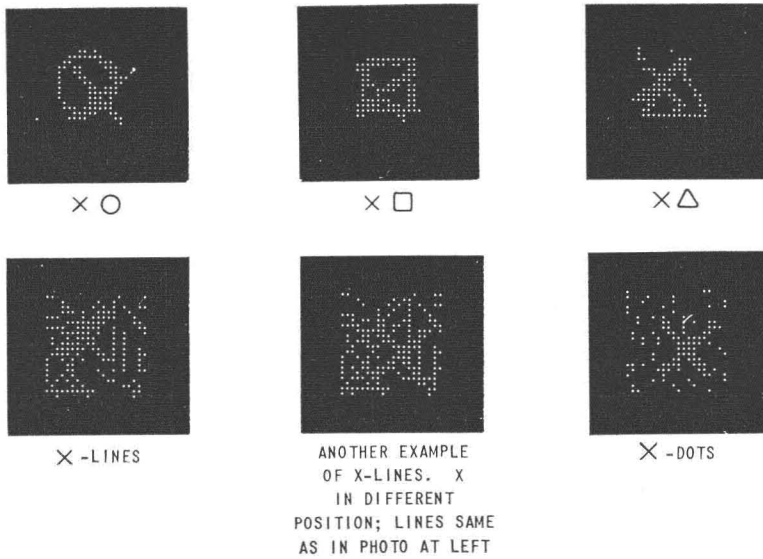 × ○
× □
× △
× -LINES
ANOTHER EXAMPLE
OF X-LINES. X
IN DIFFERENT
POSITION; LINES SAME
AS IN PHOTO AT LEFT
× -DOTS